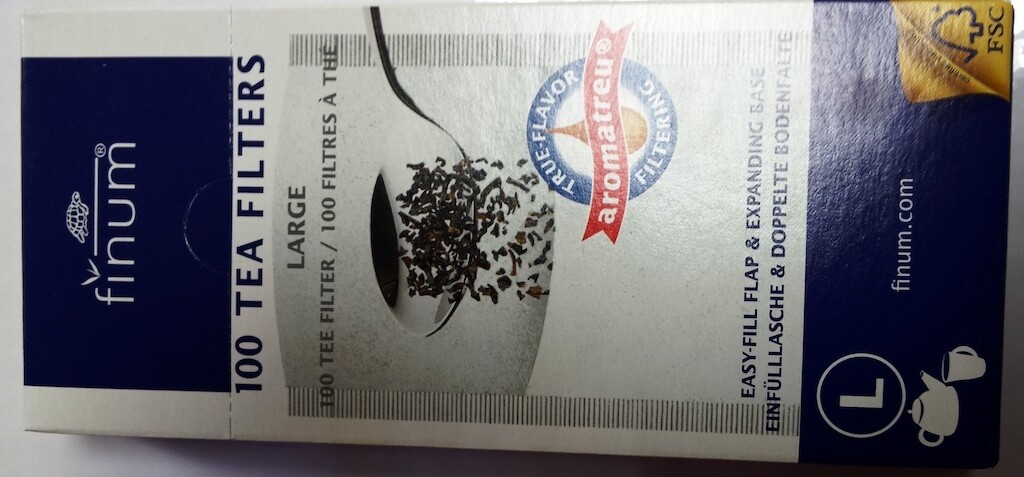 finum®
100 TEA FILTERS
LARGE
100 TEE FILTER / 100 FILTRES À THÉ
TRUE-FLAVOR
aromatreu®
FILTERING
EASY-FILL FLAP & EXPANDING BASE
EINFÜLLLASCHE & DOPPELTE BODENFALTE
finum.com
L
FSC